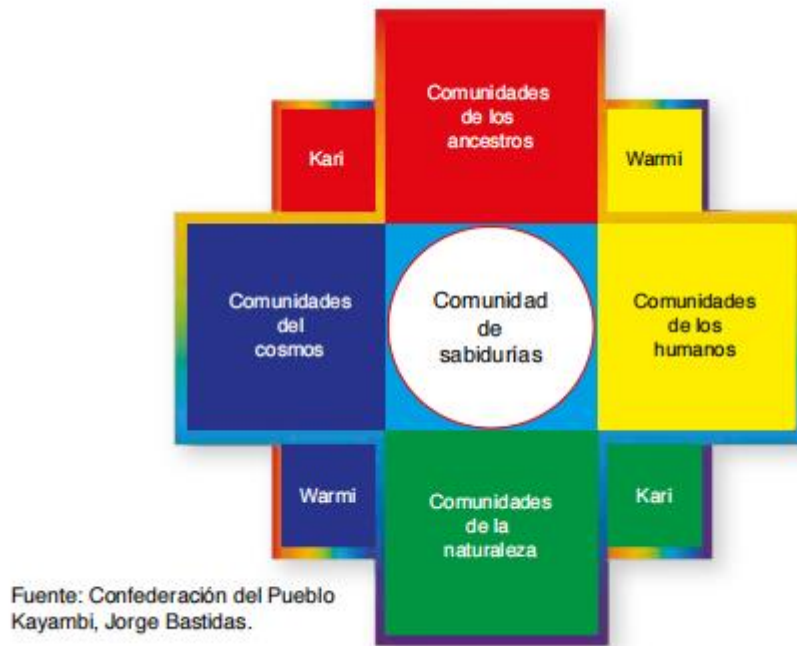 Comunidades
de los
ancestros
Kari
Warmi
Comunidades
del
cosmos
Comunidad
de
sabidurías
Comunidades
de los
humanos
Warmi
Comunidades
de la
naturaleza
Kari
Fuente: Confederación del Pueblo
Kayambi, Jorge Bastidas.